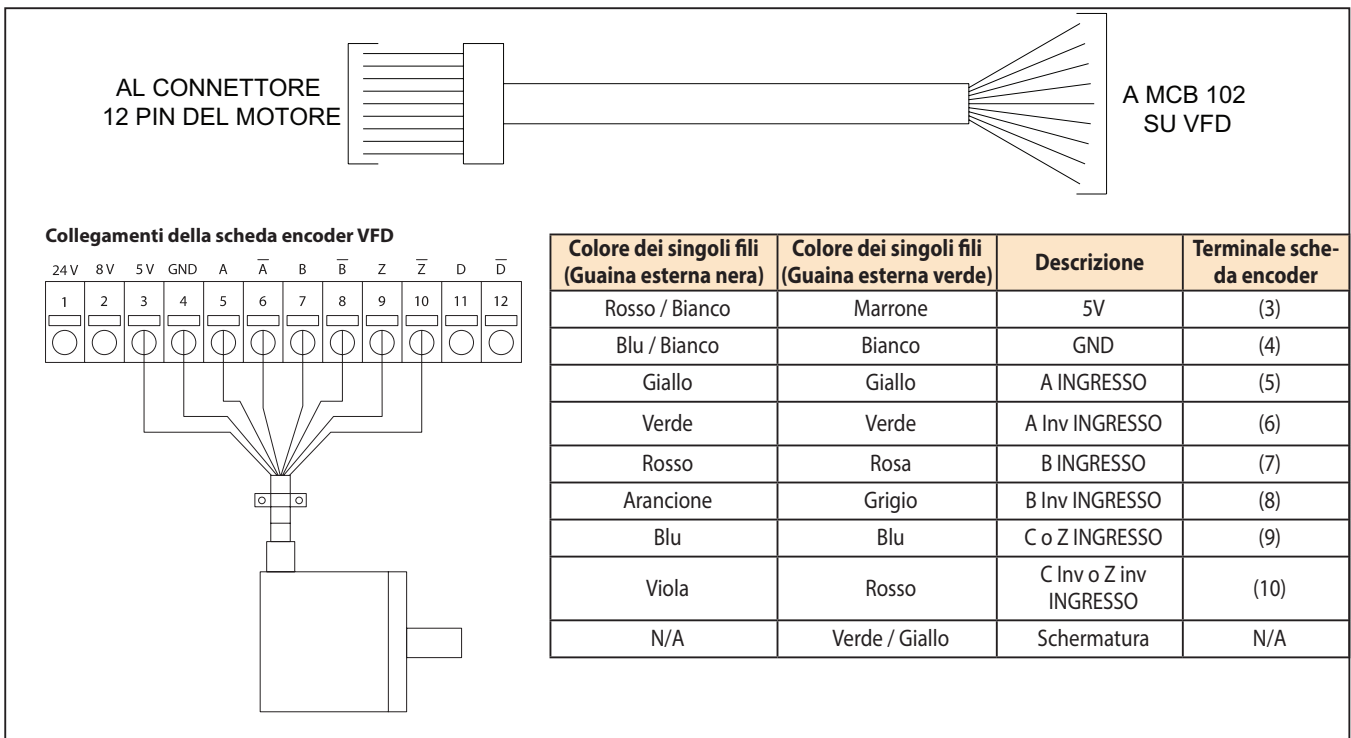 AL CONNETTORE
12 PIN DEL MOTORE
A MCB 102
SU VFD
Collegamenti della scheda encoder VFD
24 V 8 V 5 V GND A A̅ B B̅ Z Z̅ D D̅
1 2 3 4 5 6 7 8 9 10 11 12
Colore dei singoli fili (Guaina esterna nera) Colore dei singoli fili (Guaina esterna verde) Descrizione Terminale sche-da encoder
Rosso / Bianco Marrone 5V (3)
Blu / Bianco Bianco GND (4)
Giallo Giallo A INGRESSO (5)
Verde Verde A Inv INGRESSO (6)
Rosso Rosa B INGRESSO (7)
Arancione Grigio B Inv INGRESSO (8)
Blu Blu C o Z INGRESSO (9)
Viola Rosso C Inv o Z inv INGRESSO (10)
N/A Verde / Giallo Schermatura N/A